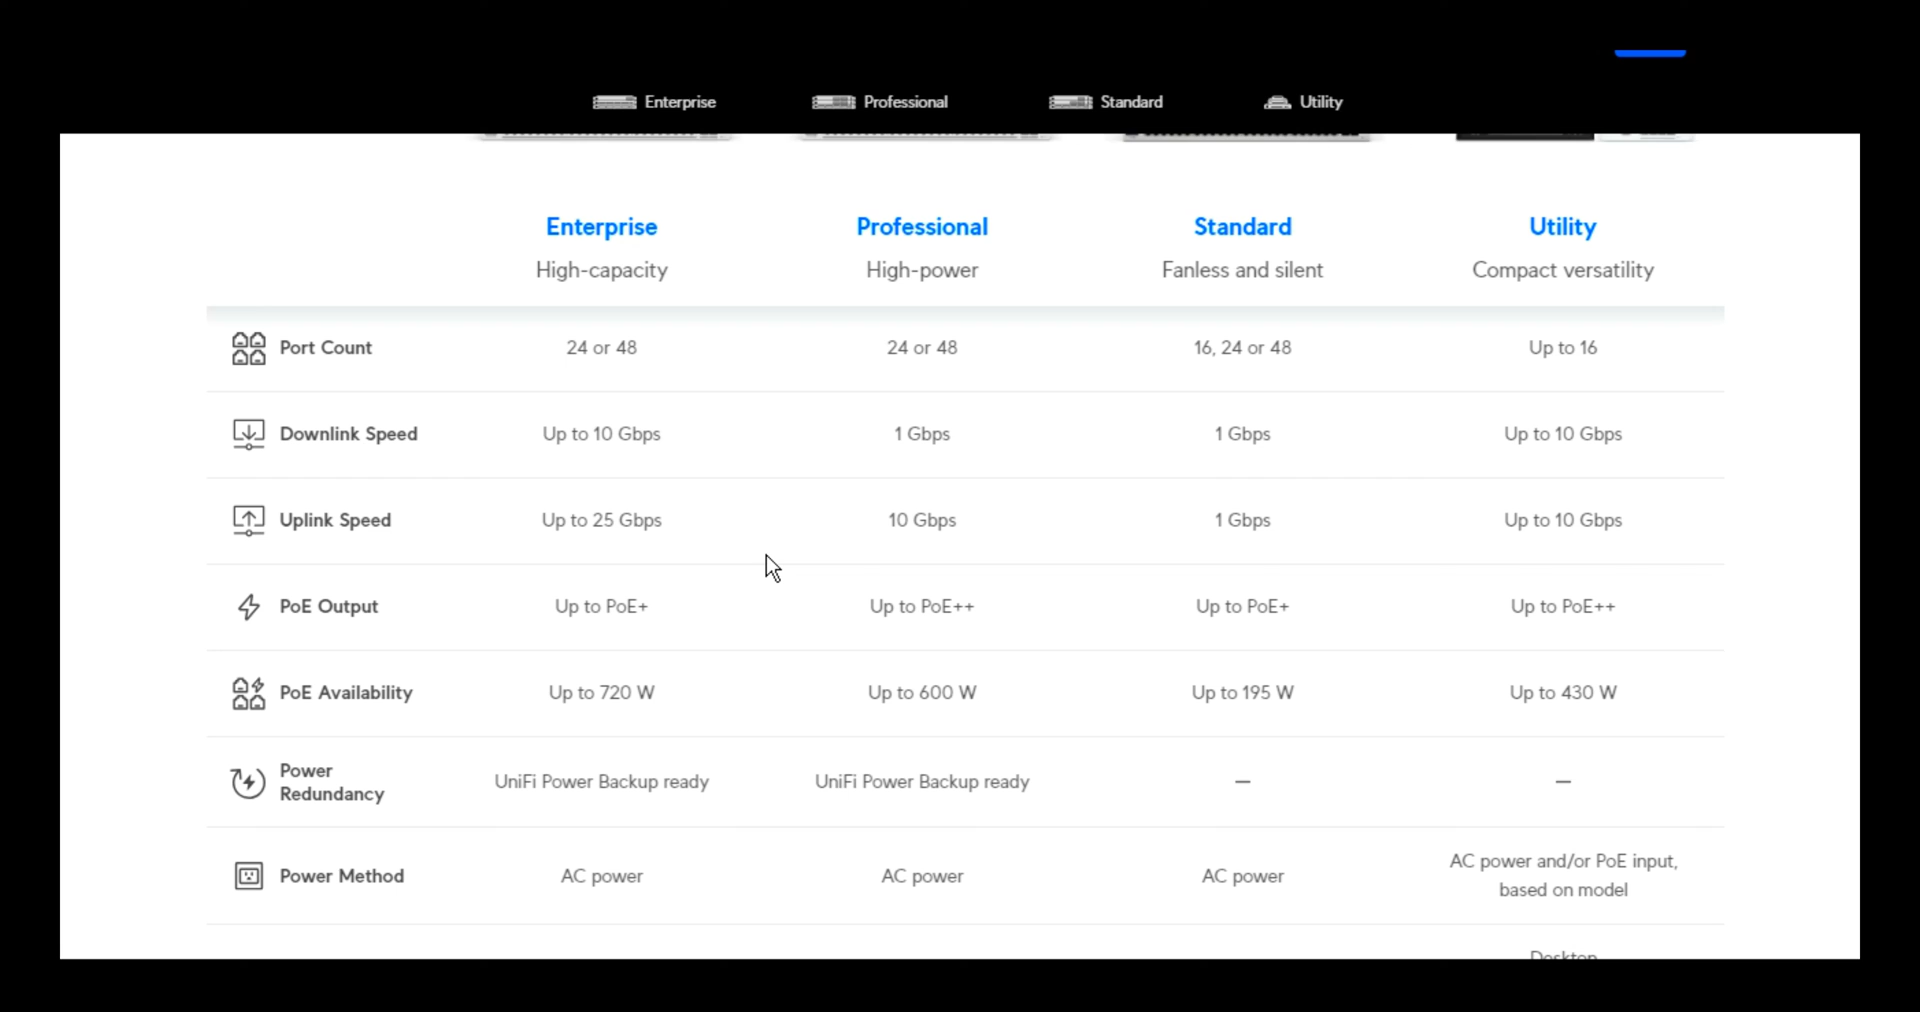 Enterprise Professional Standard Utility
Enterprise Professional Standard Utility
High-capacity High-power Fanless and silent Compact versatility
Port Count 24 or 48 24 or 48 16, 24 or 48 Up to 16
Downlink Speed Up to 10 Gbps 1 Gbps 1 Gbps Up to 10 Gbps
Uplink Speed Up to 25 Gbps 10 Gbps 1 Gbps Up to 10 Gbps
PoE Output Up to PoE+ Up to PoE++ Up to PoE+ Up to PoE++
PoE Availability Up to 720 W Up to 600 W Up to 195 W Up to 430 W
Power
Redundancy UniFi Power Backup ready UniFi Power Backup ready — —
Power Method AC power AC power AC power AC power and/or PoE input,
based on model
Desktop